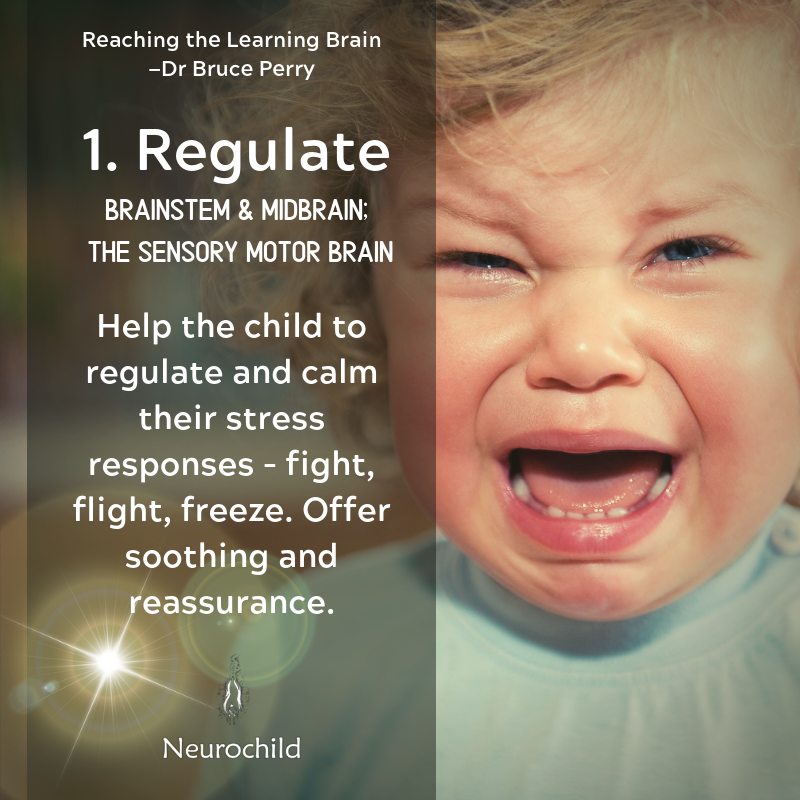 Reaching the Learning Brain
–Dr Bruce Perry
1. Regulate
BRAINSTEM & MIDBRAIN;
THE SENSORY MOTOR BRAIN
Help the child to
regulate and calm
their stress
responses - fight,
flight, freeze. Offer
soothing and
reassurance.
Neurochild